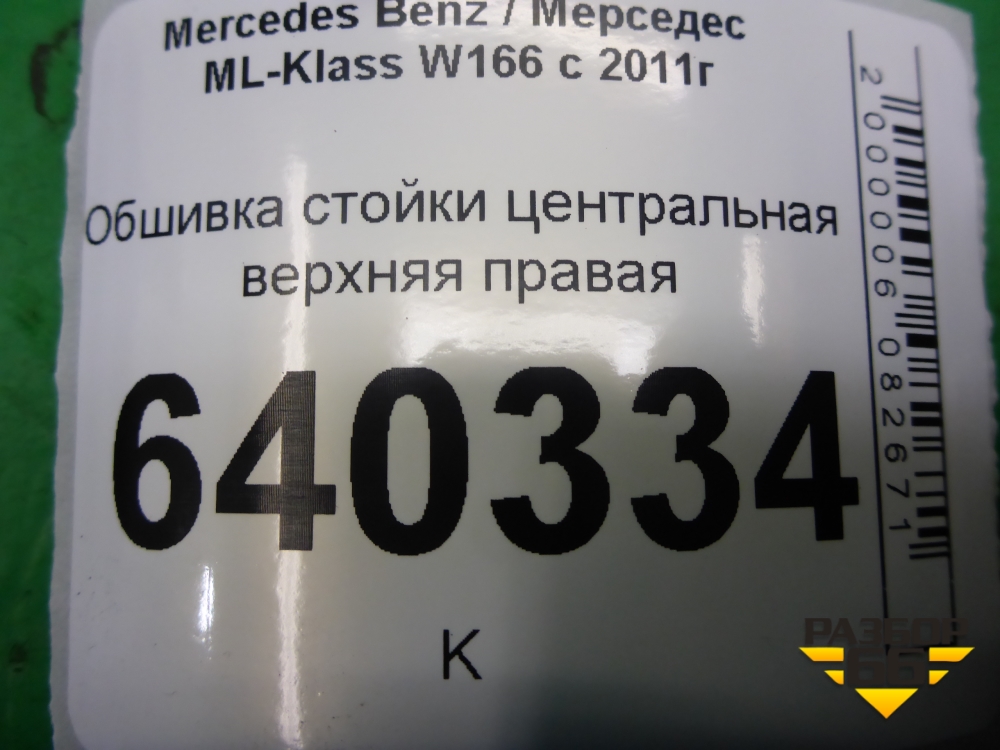 Mercedes Benz / Мерседес
ML-Klass W166 с 2011г
Обшивка стойки центральная
верхняя правая
640334
К
2000006082671
РАЗБОР
66